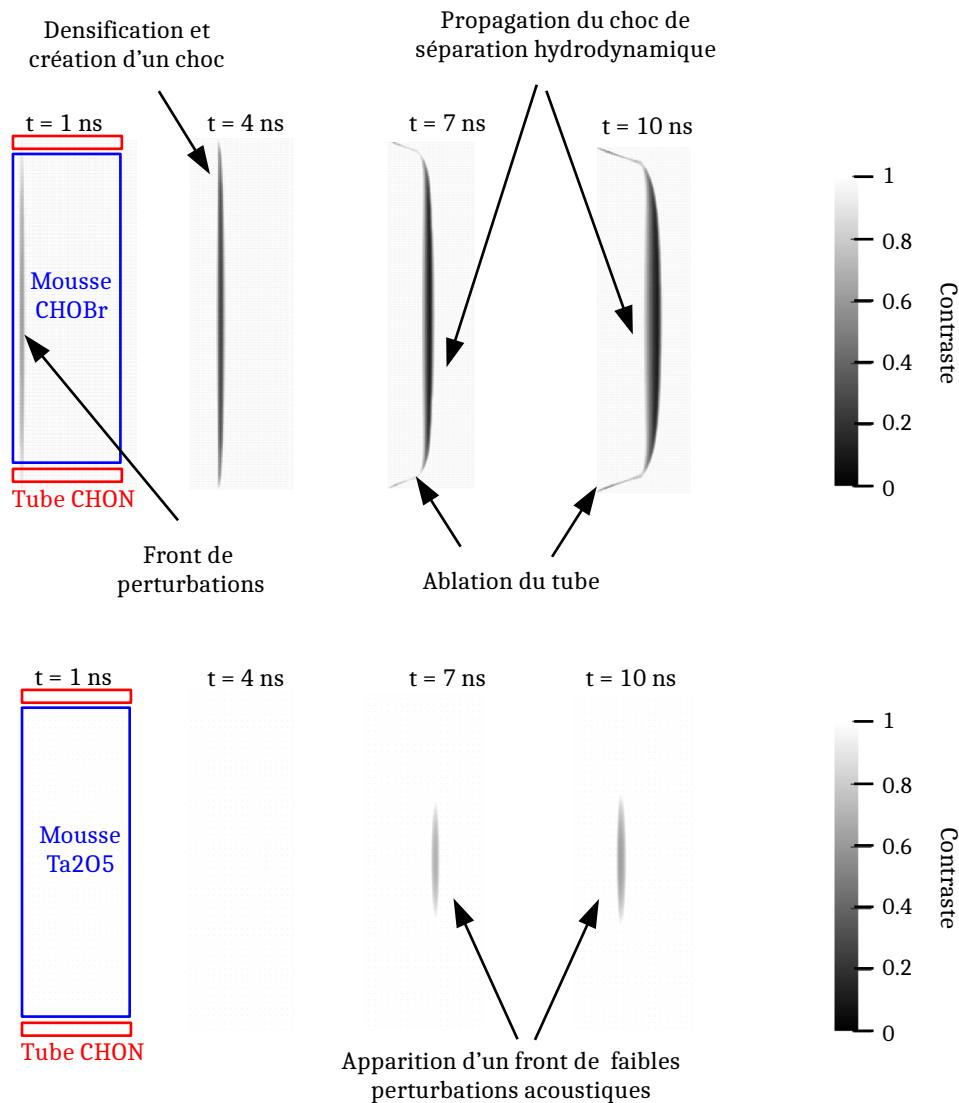 Densification et
création d'un choc
Propagation du choc de
séparation hydrodynamique
t = 1 ns
t = 4 ns
t = 7 ns
t = 10 ns
Mousse
CHOBr
Tube CHON
Front de
perturbations
Ablation du tube
1
0.8
0.6
0.4
0.2
0
Contraste
t = 1 ns
t = 4 ns
t = 7 ns
t = 10 ns
Mousse
Ta2O5
Tube CHON
Apparition d'un front de faibles
perturbations acoustiques
1
0.8
0.6
0.4
0.2
0
Contraste